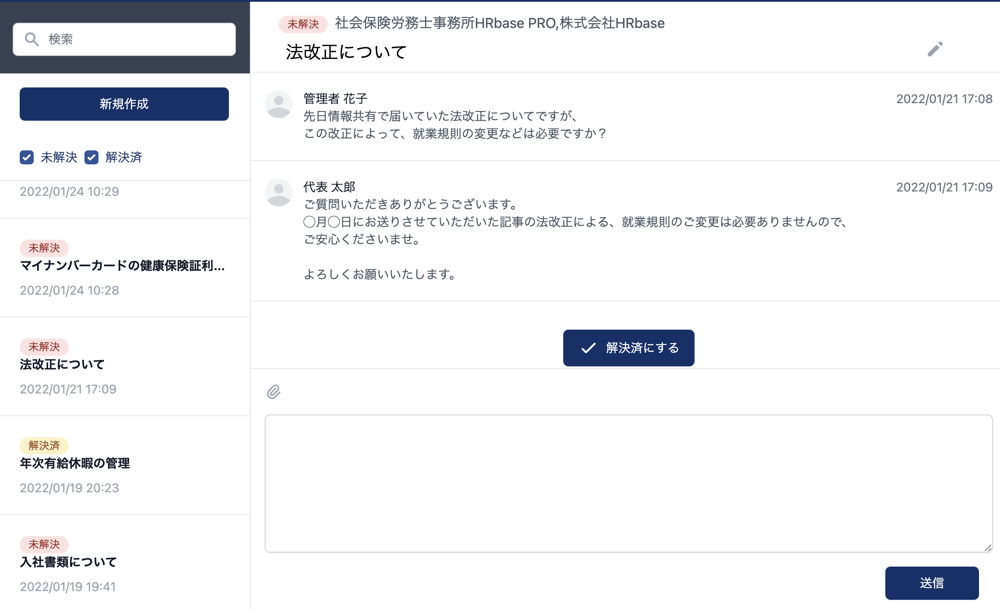 検索
新規作成
未解決 解決済
2022/01/24 10:29
未解決
マイナンバーカードの健康保険証利...
2022/01/24 10:28
未解決
法改正について
2022/01/21 17:09
解決済
年次有給休暇の管理
2022/01/19 20:23
未解決
入社書類について
2022/01/19 19:41
未解決 社会保険労務士事務所HRbase PRO,株式会社HRbase
法改正について
管理者 花子 2022/01/21 17:08
先日情報共有で届いていた法改正についてですが、
この改正によって、就業規則の変更などは必要ですか？
代表 太郎 2022/01/21 17:09
ご質問いただきありがとうございます。
◯月◯日にお送りさせていただいた記事の法改正による、就業規則のご変更は必要ありませんので、
ご安心くださいませ。
よろしくお願いいたします。
解決済にする
送信